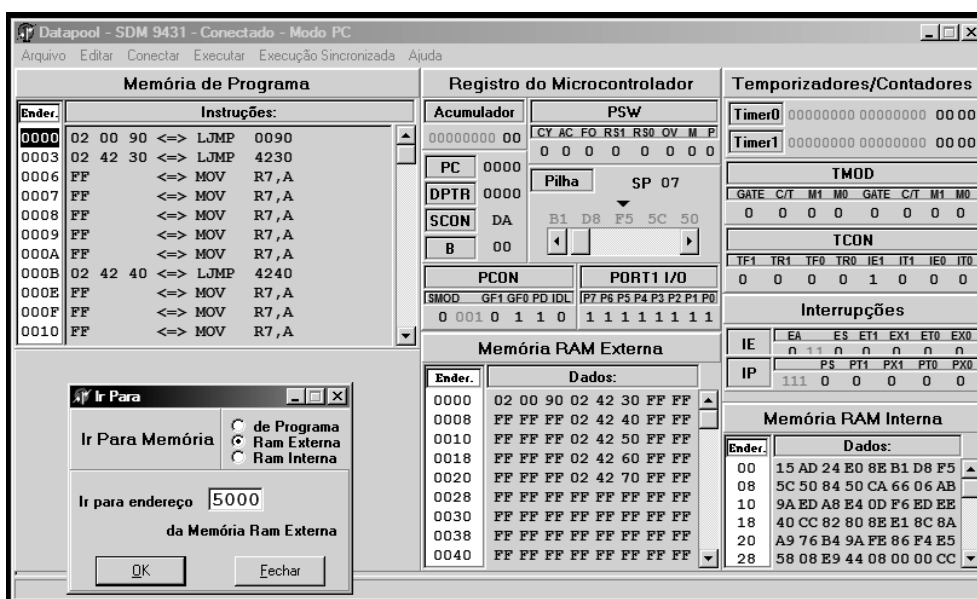 Datapool - SDM 9431 - Conectado - Modo PC
Arquivo Editar Conectar Executar Execução Sincronizada Ajuda
Memória de Programa
Ender. Instruções:
0000 02 00 90 <=> LJMP 0090
0003 02 42 30 <=> LJMP 4230
0006 FF <=> MOV R7,A
0007 FF <=> MOV R7,A
0008 FF <=> MOV R7,A
0009 FF <=> MOV R7,A
000A FF <=> MOV R7,A
000B 02 42 40 <=> LJMP 4240
000E FF <=> MOV R7,A
000F FF <=> MOV R7,A
0010 FF <=> MOV R7,A
Registro do Microcontrolador
Acumulador
00000000 00
PSW
CY AC FO RS1 RS0 OV M P
0 0 0 0 0 0 0 0
PC 0000
DPTR 0000
SCON DA
B 00
Pilha SP 07
B1 D8 F5 5C 50
PCON
SMOD GF1 GF0 PD IDL
0 001 0 1 1 0
PORT1 I/O
P7 P6 P5 P4 P3 P2 P1 P0
1 1 1 1 1 1 1 1
Memória RAM Externa
Ender. Dados:
0000 02 00 90 02 42 30 FF FF
0008 FF FF FF 02 42 40 FF FF
0010 FF FF FF 02 42 50 FF FF
0018 FF FF FF 02 42 60 FF FF
0020 FF FF FF 02 42 70 FF FF
0028 FF FF FF FF FF FF FF FF
0030 FF FF FF FF FF FF FF FF
0038 FF FF FF FF FF FF FF FF
0040 FF FF FF FF FF FF FF FF
Temporizadores/Contadores
Timer0 00000000 00000000 00 00
Timer1 00000000 00000000 00 00
TMOD
GATE C/T M1 M0 GATE C/T M1 M0
0 0 0 0 0 0 0 0
TCON
TF1 TR1 TF0 TR0 IE1 IT1 IE0 IT0
0 0 0 0 1 0 0 0
Interrupções
IE
EA ES ET1 EX1 ET0 EX0
0 11 0 0 0 0 0
IP
PS PT1 PX1 PT0 PX0
111 0 0 0 0 0
Memória RAM Interna
Ender. Dados:
00 15 AD 24 E0 8E B1 D8 F5
08 5C 50 84 50 CA 66 06 AB
10 9A ED A8 E4 0D F6 ED EE
18 40 CC 82 80 8E E1 8C 8A
20 A9 76 B4 9A FE 86 F4 E5
28 58 08 E9 44 08 00 00 CC
Ir Para
Ir Para Memória
de Programa
Ram Externa
Ram Interna
Ir para endereço 5000
da Memória Ram Externa
OK Fechar